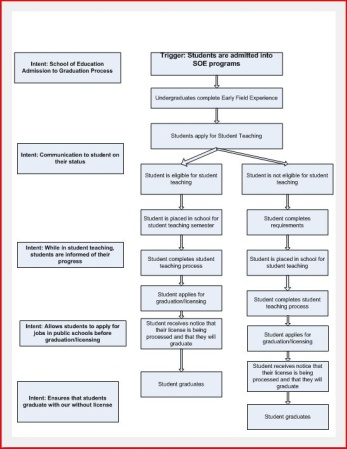 Intent: School of Education
Admission to Graduation Process
Trigger: Students are admitted into
SOE programs
Undergraduates complete Early Field Experience
Students apply for Student Teaching
Intent: Communication to student on
their status
Student is eligible for student
teaching
Student is not eligible for student
teaching
Student is placed in school for
student teaching semester
Student completes
requirements
Intent: While in student teaching,
students are informed of their
progress
Student completes student
teaching process
Student is placed in school for
student teaching
Student applies for
graduation/licensing
Student completes student
teaching process
Intent: Allows students to apply for
jobs in public schools before
graduation/licensing
Student receives notice that
their license is being
processed and that they will
graduate
Student applies for
graduation/licensing
Student receives notice that
their license is being
processed and that they will
graduate
Intent: Ensures that students
graduate with our without license
Student graduates
Student graduates